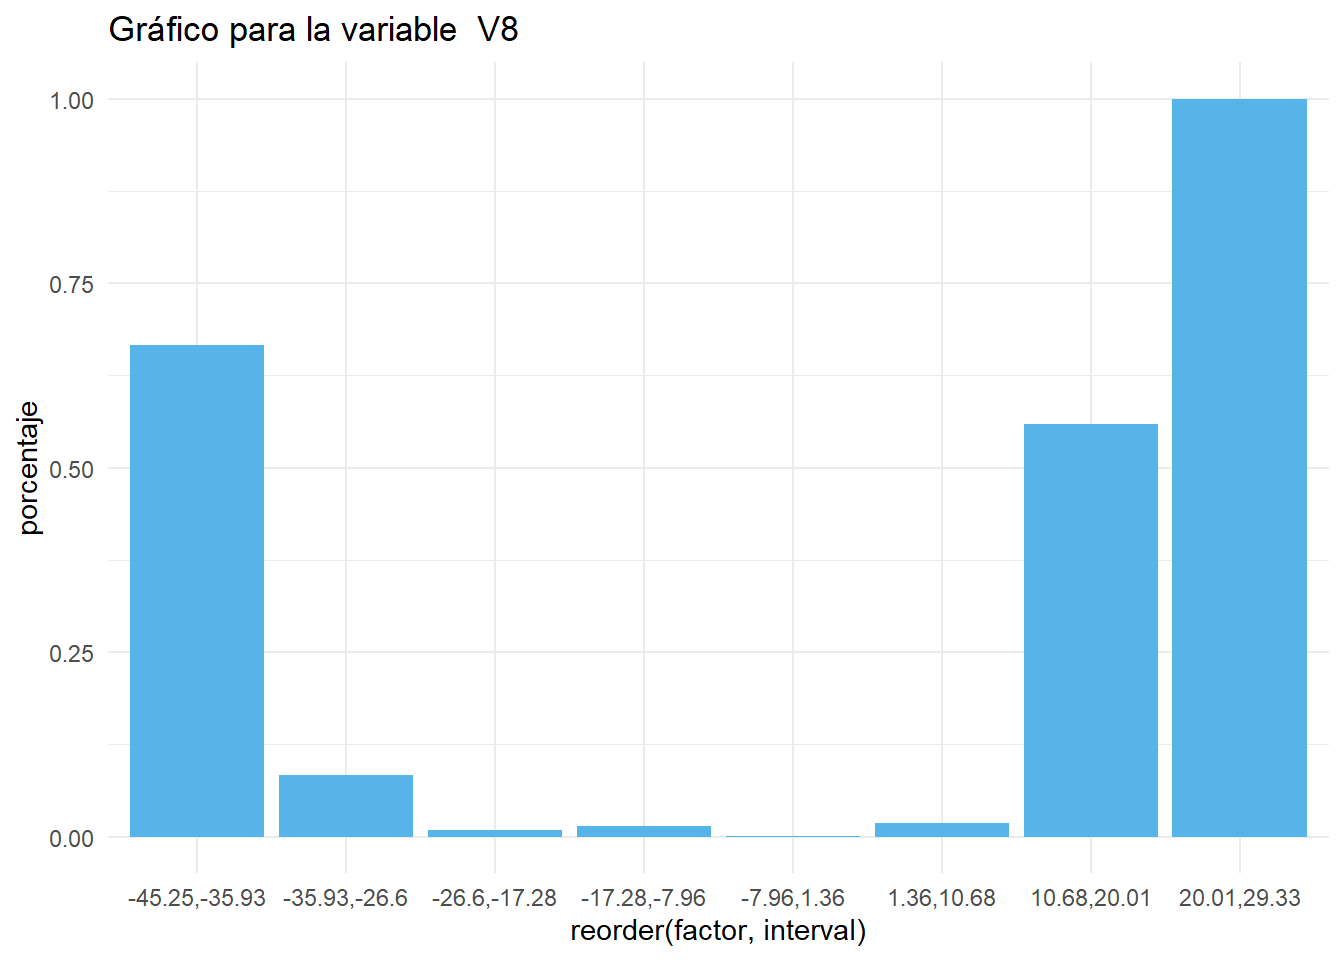 Gráfico para la variable  V8
1.00
0.75
0.50
0.25
0.00
porcentaje
-45.25,-35.93 -35.93,-26.6 -26.6,-17.28 -17.28,-7.96 -7.96,1.36 1.36,10.68 10.68,20.01 20.01,29.33
reorder(factor, interval)